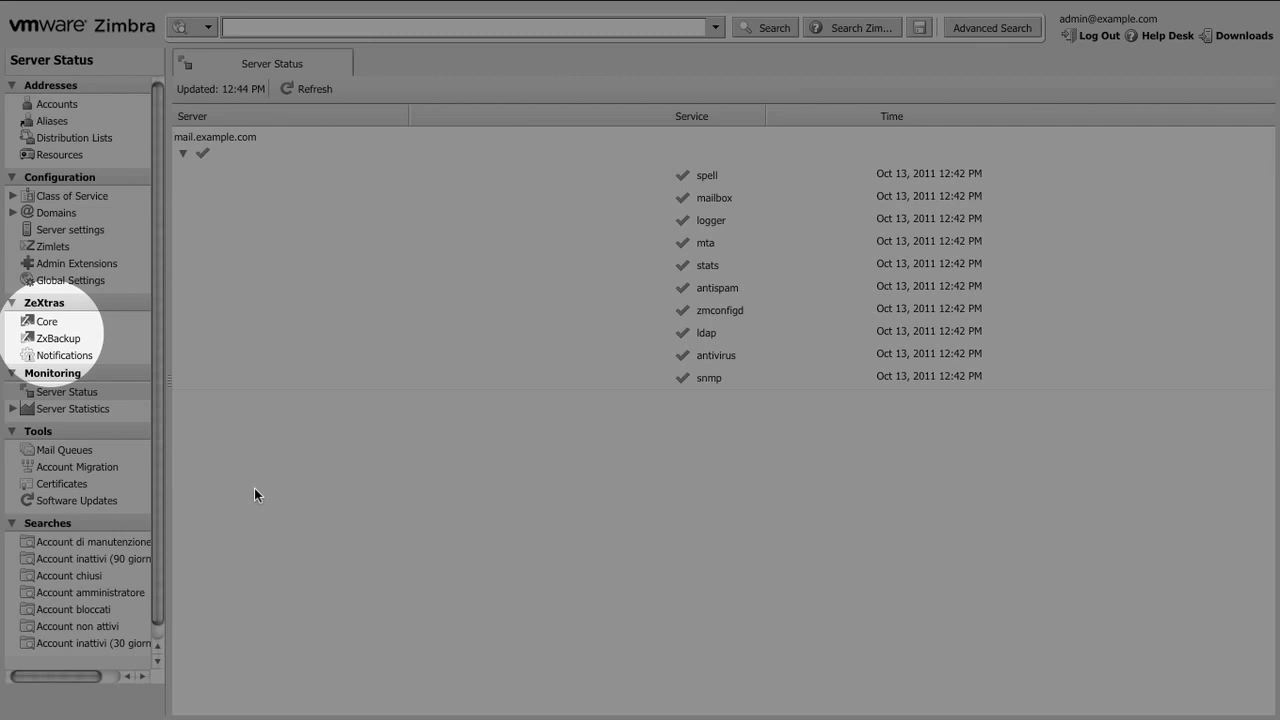 vmware Zimbra
Search
Search Zim...
Advanced Search
admin@example.com
Log Out
Help Desk
Downloads
Server Status
Addresses
Accounts
Aliases
Distribution Lists
Resources
Configuration
Class of Service
Domains
Server settings
Zimlets
Admin Extensions
Global Settings
ZeXtras
Core
ZxBackup
Notifications
Monitoring
Server Status
Server Statistics
Tools
Mail Queues
Account Migration
Certificates
Software Updates
Searches
Account di manutenzione
Account inattivi (90 giorn
Account chiusi
Account amministratore
Account bloccati
Account non attivi
Account inattivi (30 giorn
Server Status
Updated: 12:44 PM
Refresh
Server Service Time
mail.example.com
spell Oct 13, 2011 12:42 PM
mailbox Oct 13, 2011 12:42 PM
logger Oct 13, 2011 12:42 PM
mta Oct 13, 2011 12:42 PM
stats Oct 13, 2011 12:42 PM
antispam Oct 13, 2011 12:42 PM
zmconfigd Oct 13, 2011 12:42 PM
ldap Oct 13, 2011 12:42 PM
antivirus Oct 13, 2011 12:42 PM
snmp Oct 13, 2011 12:42 PM